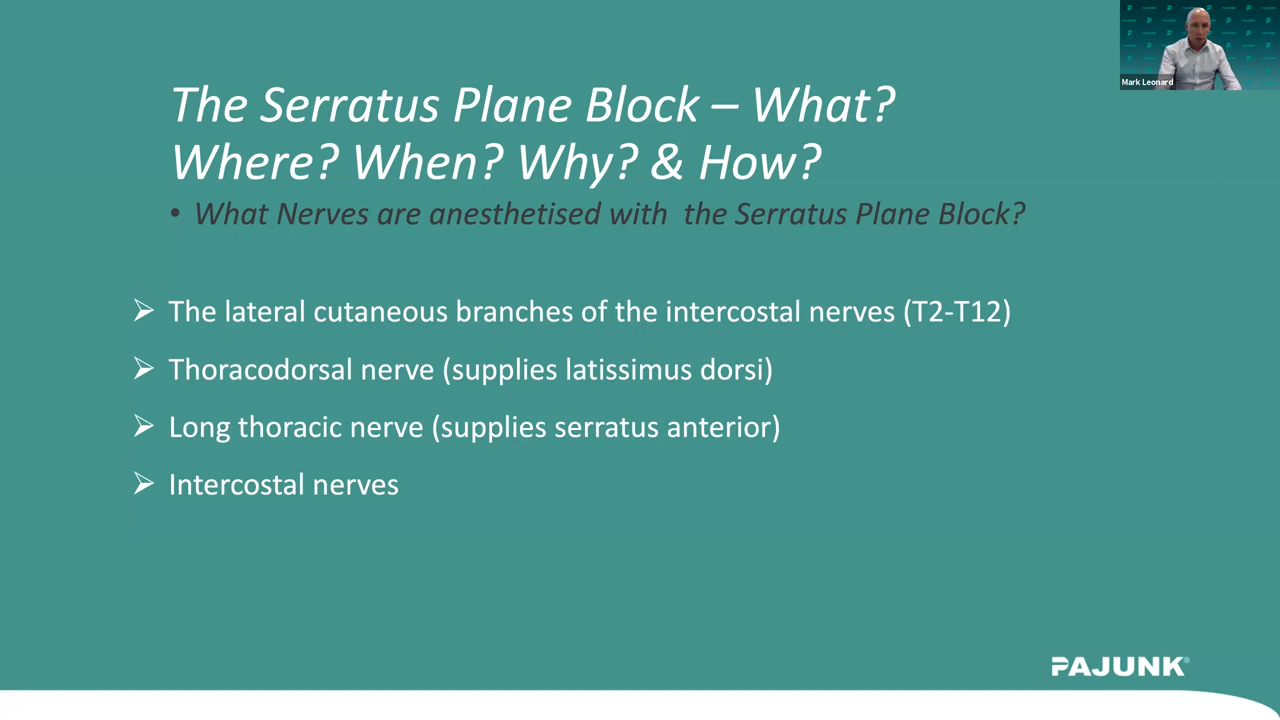 Mark Leonard
The Serratus Plane Block – What?
Where? When? Why? & How?
• What Nerves are anesthetised with the Serratus Plane Block?
➢ The lateral cutaneous branches of the intercostal nerves (T2-T12)
➢ Thoracodorsal nerve (supplies latissimus dorsi)
➢ Long thoracic nerve (supplies serratus anterior)
➢ Intercostal nerves
PAJUNK®